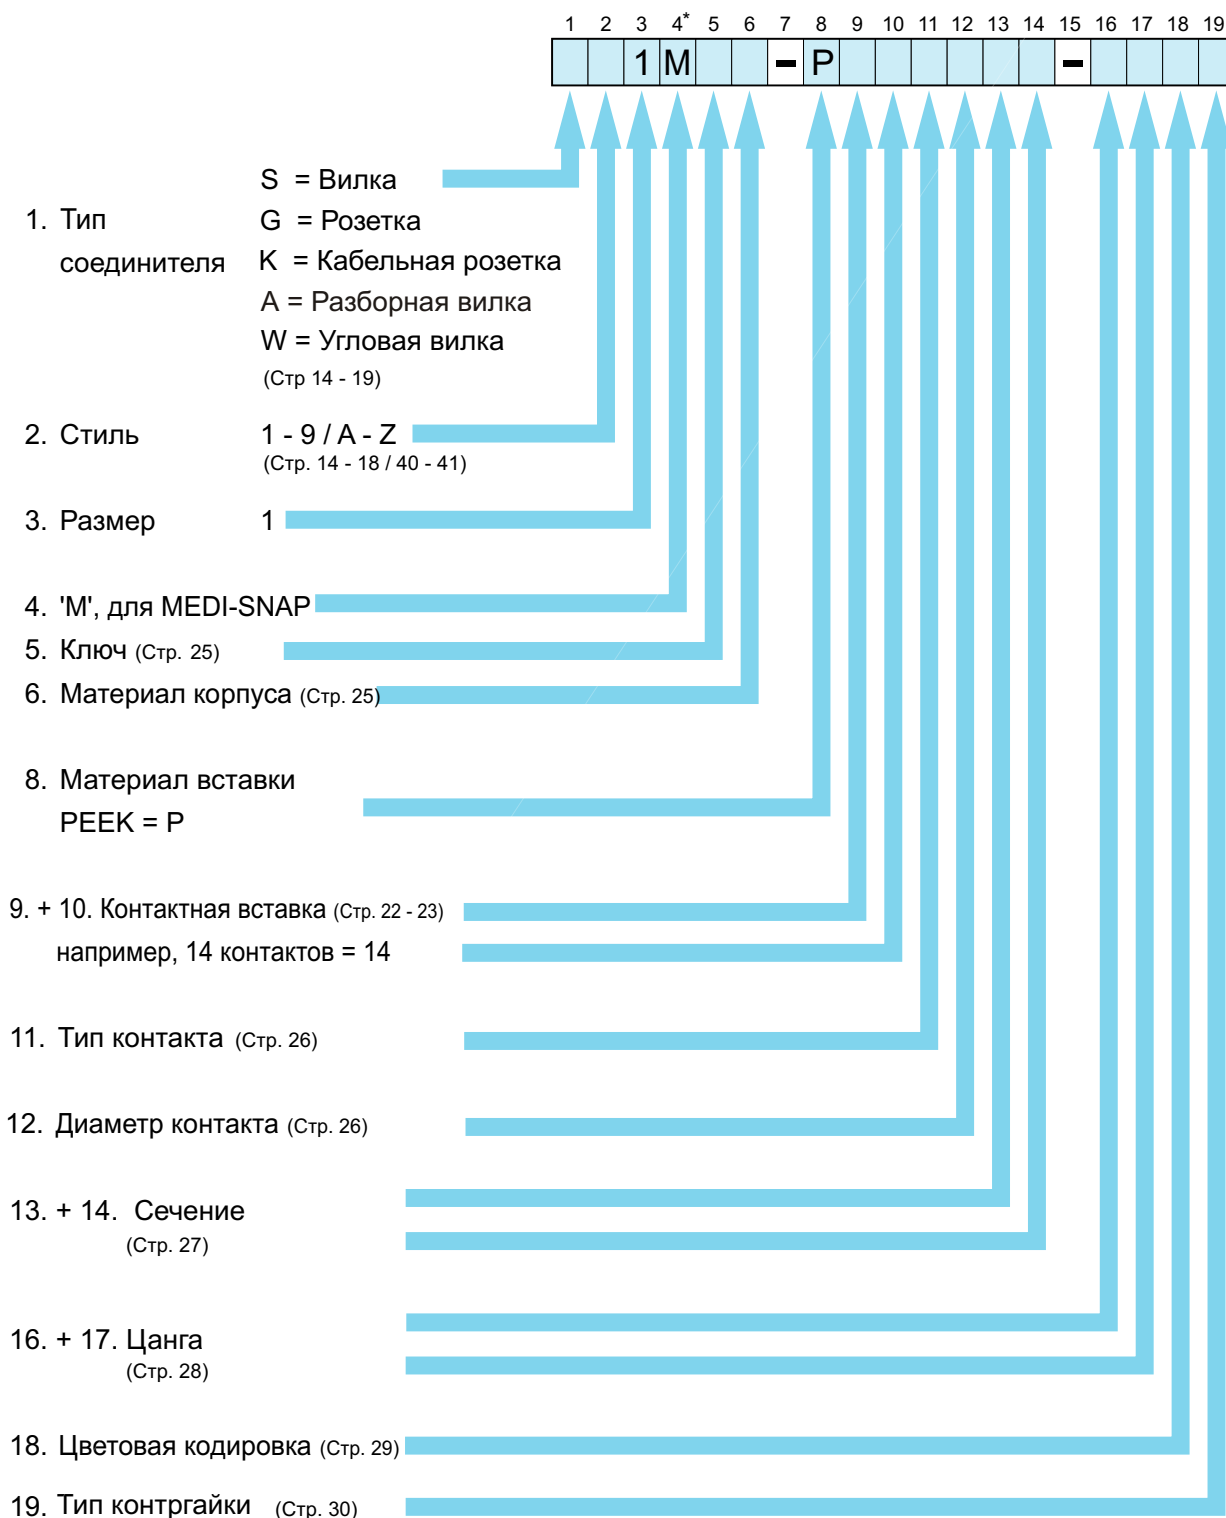 1 2 3 4* 5 6 7 8 9 10 11 12 13 14 15 16 17 18 19
1 M - P -
S = Вилка
1. Тип
G = Розетка
соединителя
K = Кабельная розетка
A = Разборная вилка
W = Угловая вилка
(Стр 14 - 19)
2. Стиль 1 - 9 / A - Z
(Стр. 14 - 18 / 40 - 41)
3. Размер 1
4. 'M', для MEDI-SNAP
5. Ключ (Стр. 25)
6. Материал корпуса (Стр. 25)
8. Материал вставки
PEEK = P
9. + 10. Контактная вставка (Стр. 22 - 23)
например, 14 контактов = 14
11. Тип контакта (Стр. 26)
12. Диаметр контакта (Стр. 26)
13. + 14. Сечение
(Стр. 27)
16. + 17. Цанга
(Стр. 28)
18. Цветовая кодировка (Стр. 29)
19. Тип контргайки (Стр. 30)